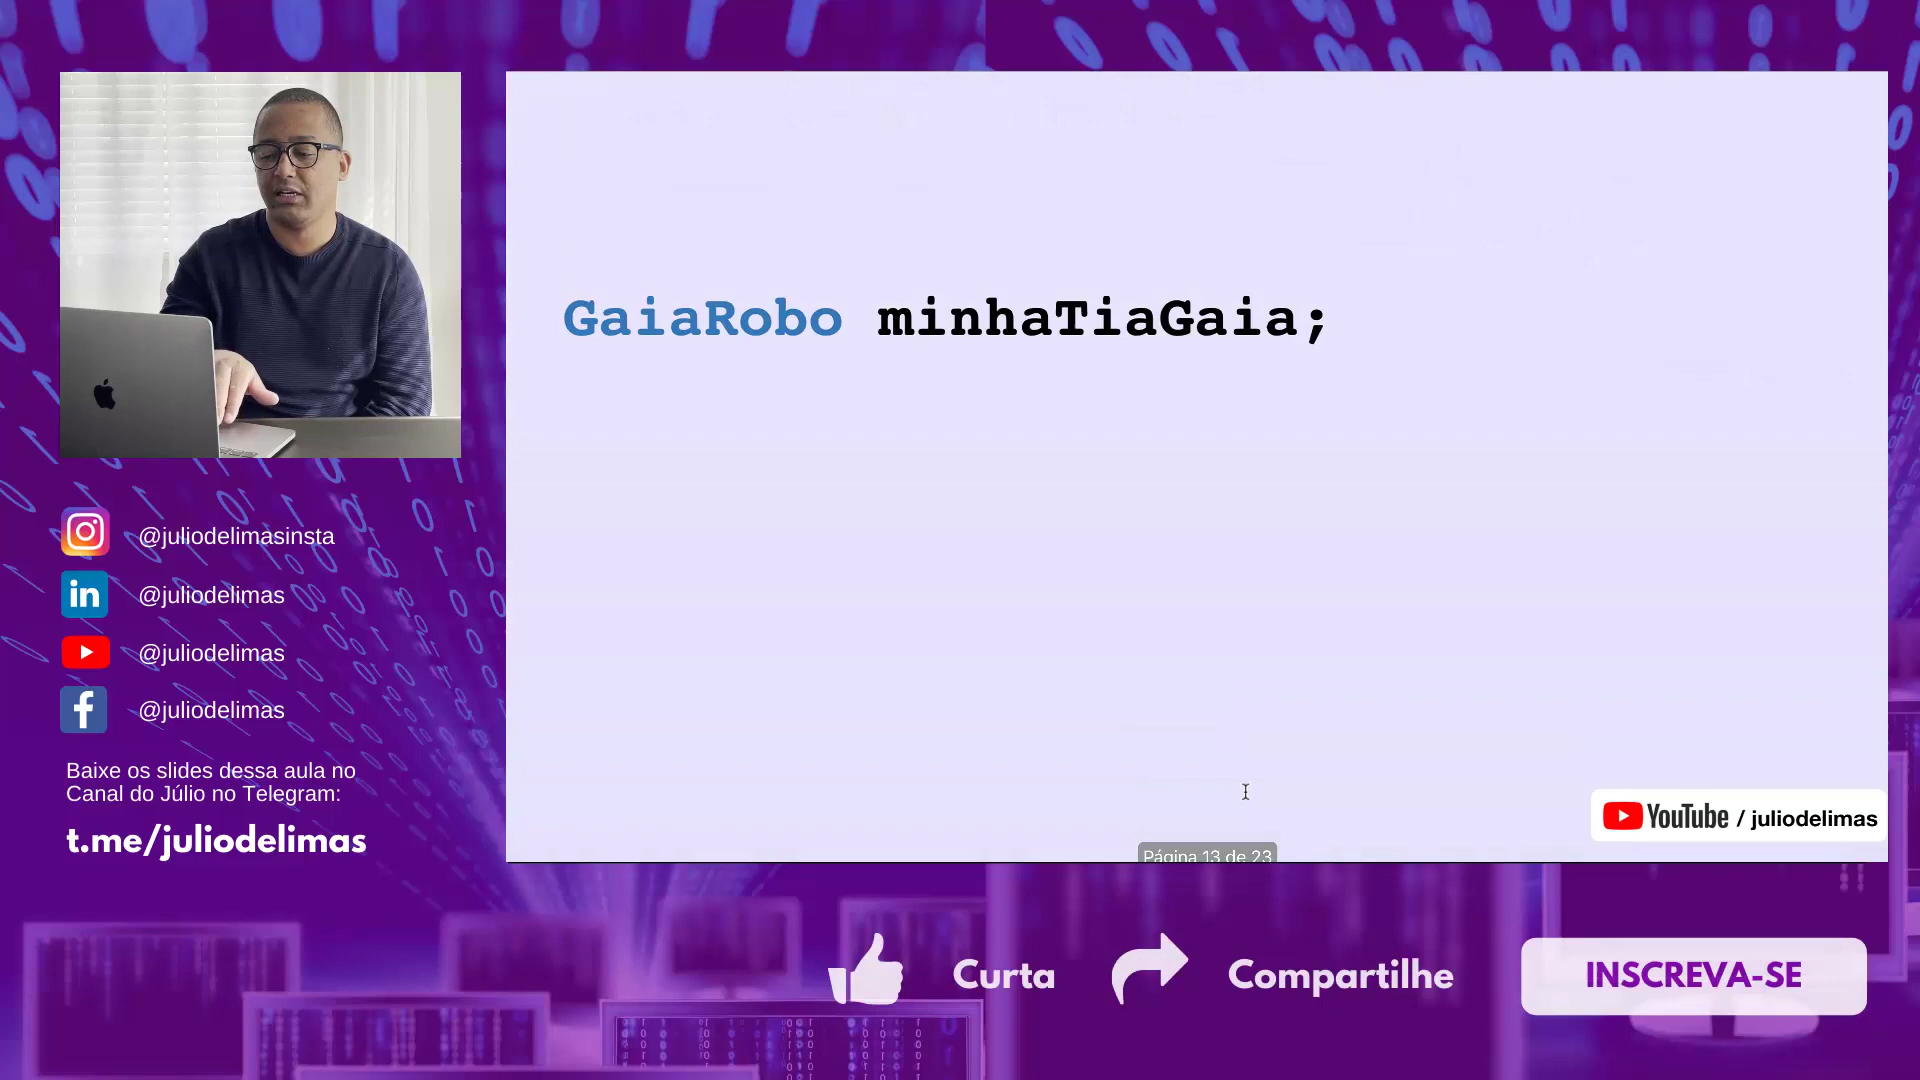 GaiaRobo minhaTiaGaia;
@juliodelimasinsta
in
@juliodelimas
@juliodelimas
f
@juliodelimas
Baixe os slides dessa aula no
Canal do Júlio no Telegram:
t.me/juliodelimas
Página 13 de 23
YouTube / juliodelimas
Curta
Compartilhe
INSCREVA-SE